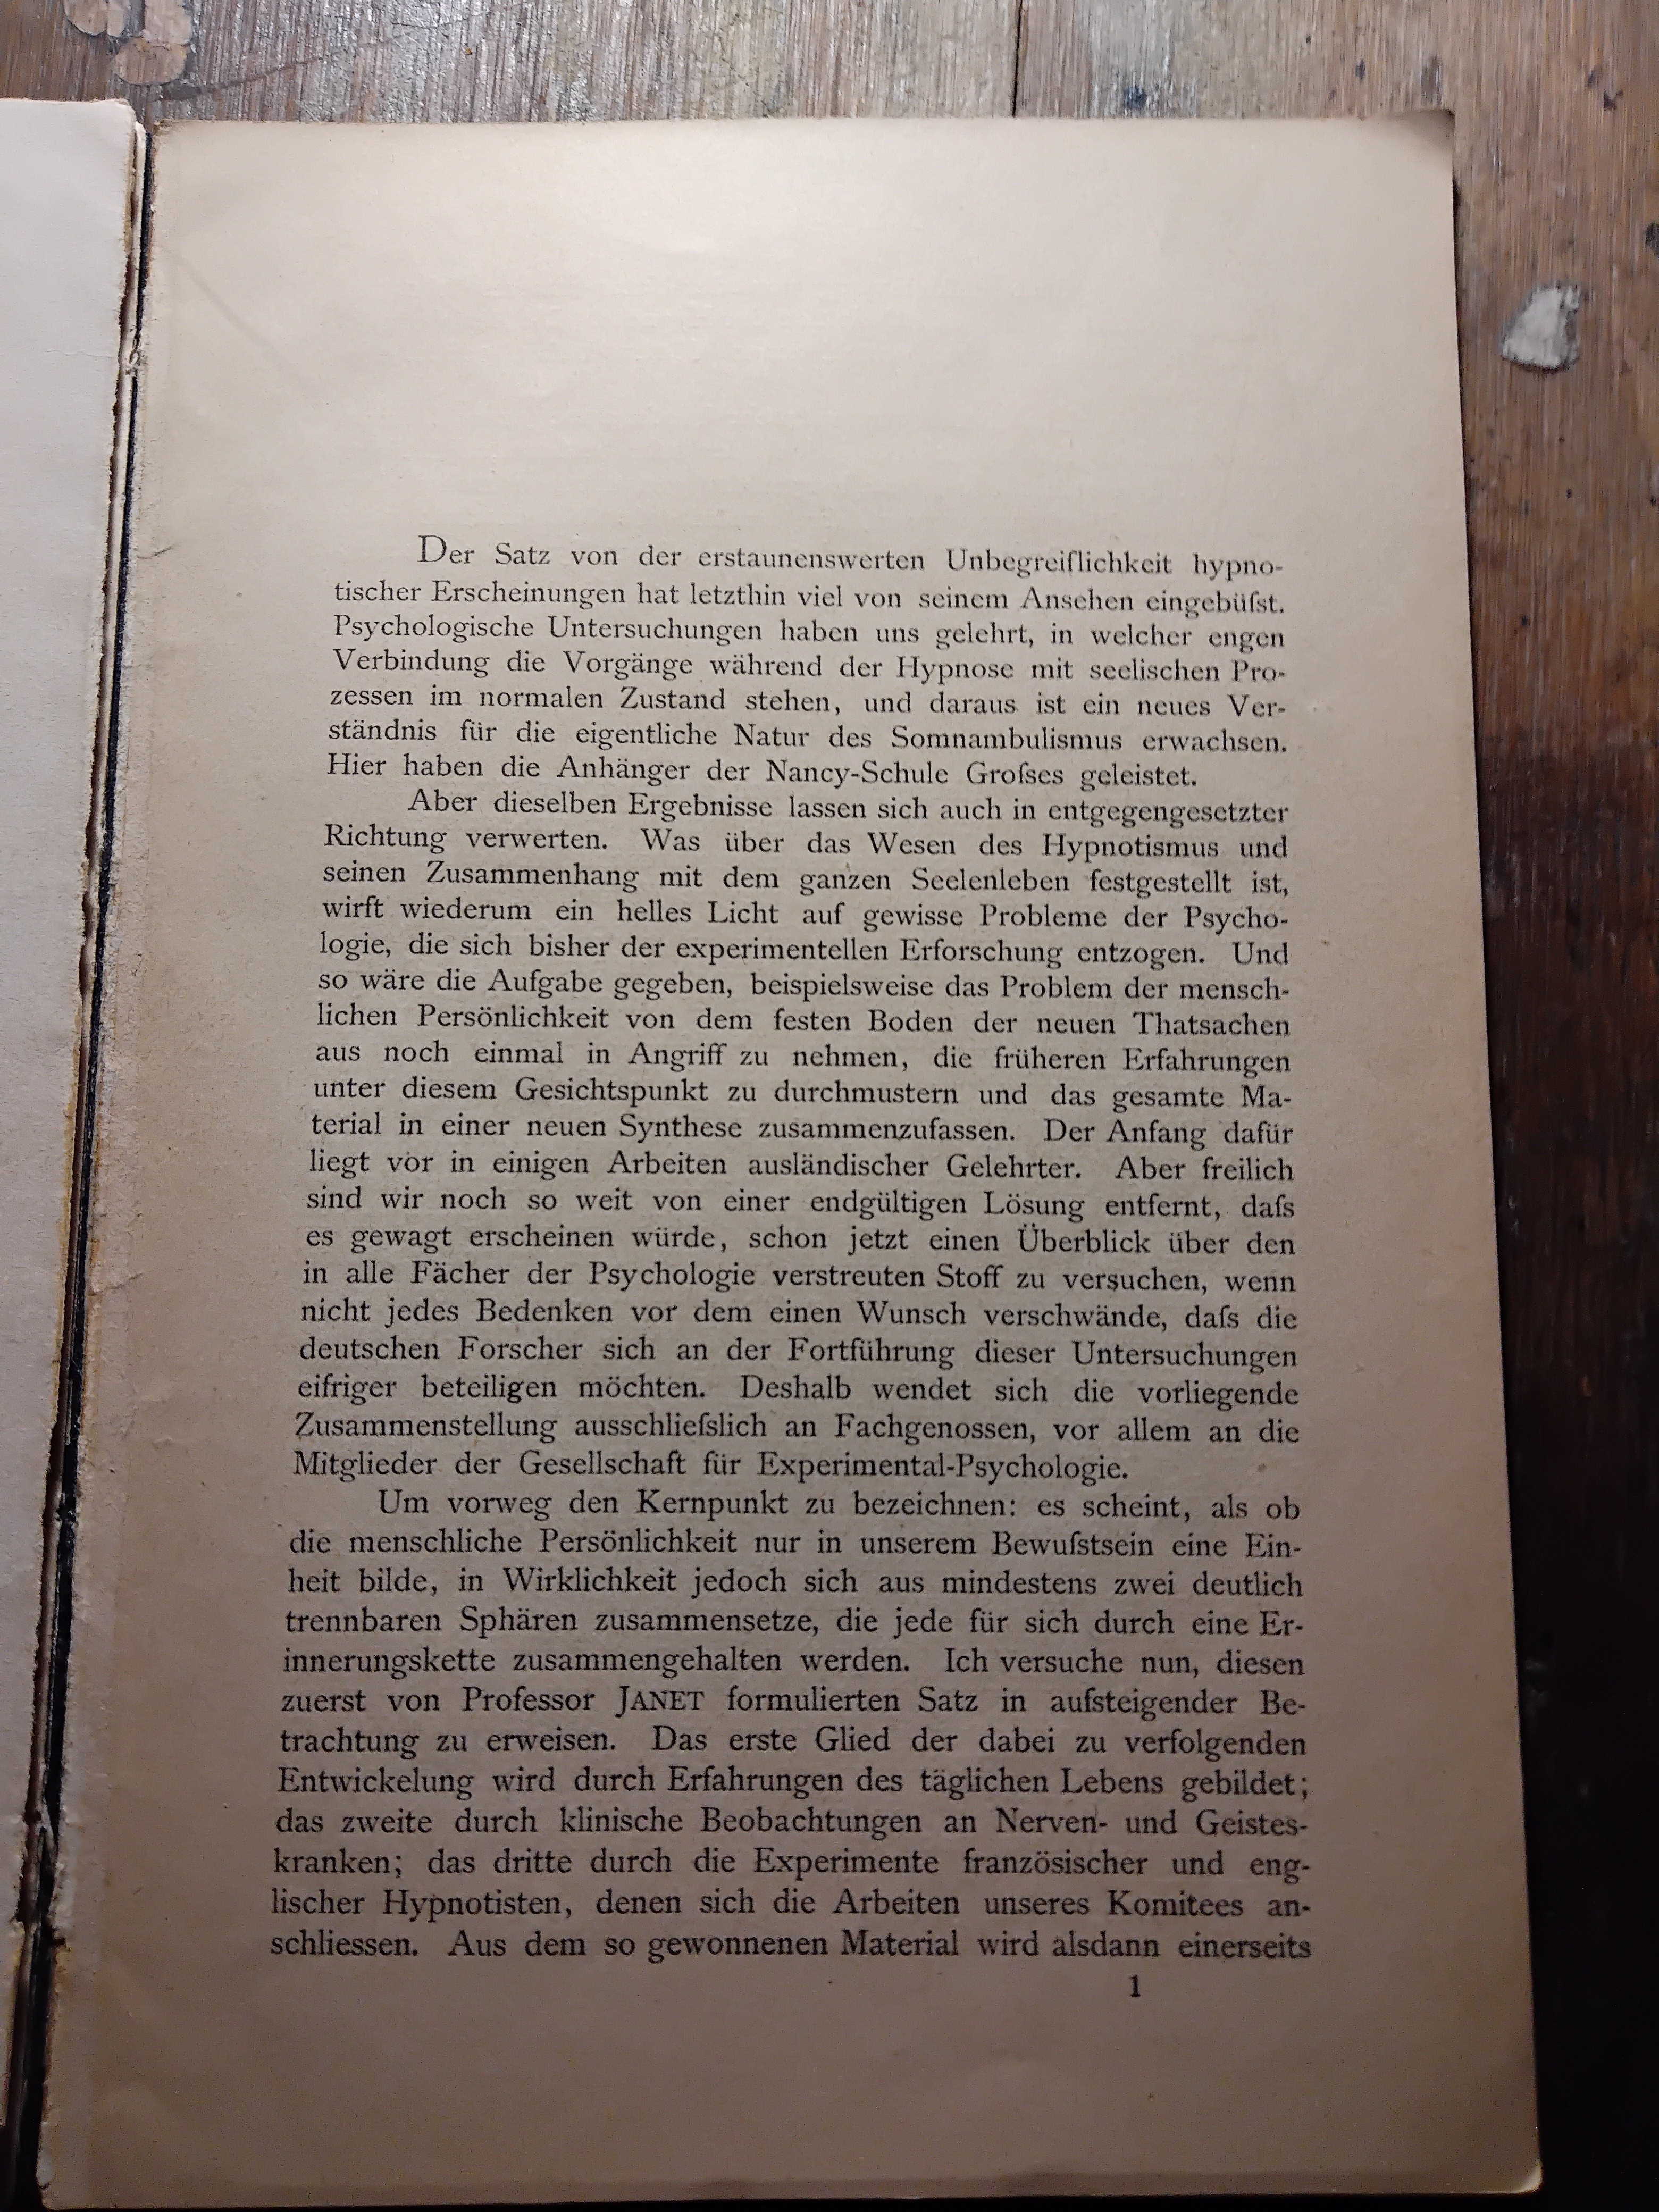 Der Satz von der erstaunenswerten Unbegreiflichkeit hypno-
tischer Erscheinungen hat letzthin viel von seinem Ansehen eingebüſst.
Psychologische Untersuchungen haben uns gelehrt, in welcher engen
Verbindung die Vorgänge während der Hypnose mit seelischen Pro-
zessen im normalen Zustand stehen, und daraus ist ein neues Ver-
ständnis für die eigentliche Natur des Somnambulismus erwachsen.
Hier haben die Anhänger der Nancy-Schule Groſses geleistet.
Aber dieselben Ergebnisse lassen sich auch in entgegengesetzter
Richtung verwerten. Was über das Wesen des Hypnotismus und
seinen Zusammenhang mit dem ganzen Seelenleben festgestellt ist,
wirft wiederum ein helles Licht auf gewisse Probleme der Psycho-
logie, die sich bisher der experimentellen Erforschung entzogen. Und
so wäre die Aufgabe gegeben, beispielsweise das Problem der mensch-
lichen Persönlichkeit von dem festen Boden der neuen Thatsachen
aus noch einmal in Angriff zu nehmen, die früheren Erfahrungen
unter diesem Gesichtspunkt zu durchmustern und das gesamte Ma-
terial in einer neuen Synthese zusammenzufassen. Der Anfang dafür
liegt vor in einigen Arbeiten ausländischer Gelehrter. Aber freilich
sind wir noch so weit von einer endgültigen Lösung entfernt, daſs
es gewagt erscheinen würde, schon jetzt einen Überblick über den
in alle Fächer der Psychologie verstreuten Stoff zu versuchen, wenn
nicht jedes Bedenken vor dem einen Wunsch verschwände, daſs die
deutschen Forscher sich an der Fortführung dieser Untersuchungen
eifriger beteiligen möchten. Deshalb wendet sich die vorliegende
Zusammenstellung ausschlieſslich an Fachgenossen, vor allem an die
Mitglieder der Gesellschaft für Experimental-Psychologie.
Um vorweg den Kernpunkt zu bezeichnen: es scheint, als ob
die menschliche Persönlichkeit nur in unserem Bewuſstsein eine Ein-
heit bilde, in Wirklichkeit jedoch sich aus mindestens zwei deutlich
trennbaren Sphären zusammensetze, die jede für sich durch eine Er-
innerungskette zusammengehalten werden. Ich versuche nun, diesen
zuerst von Professor JANET formulierten Satz in aufsteigender Be-
trachtung zu erweisen. Das erste Glied der dabei zu verfolgenden
Entwickelung wird durch Erfahrungen des täglichen Lebens gebildet;
das zweite durch klinische Beobachtungen an Nerven- und Geistes-
kranken; das dritte durch die Experimente französischer und eng-
lischer Hypnotisten, denen sich die Arbeiten unseres Komitees an-
schliessen. Aus dem so gewonnenen Material wird alsdann einerseits
1